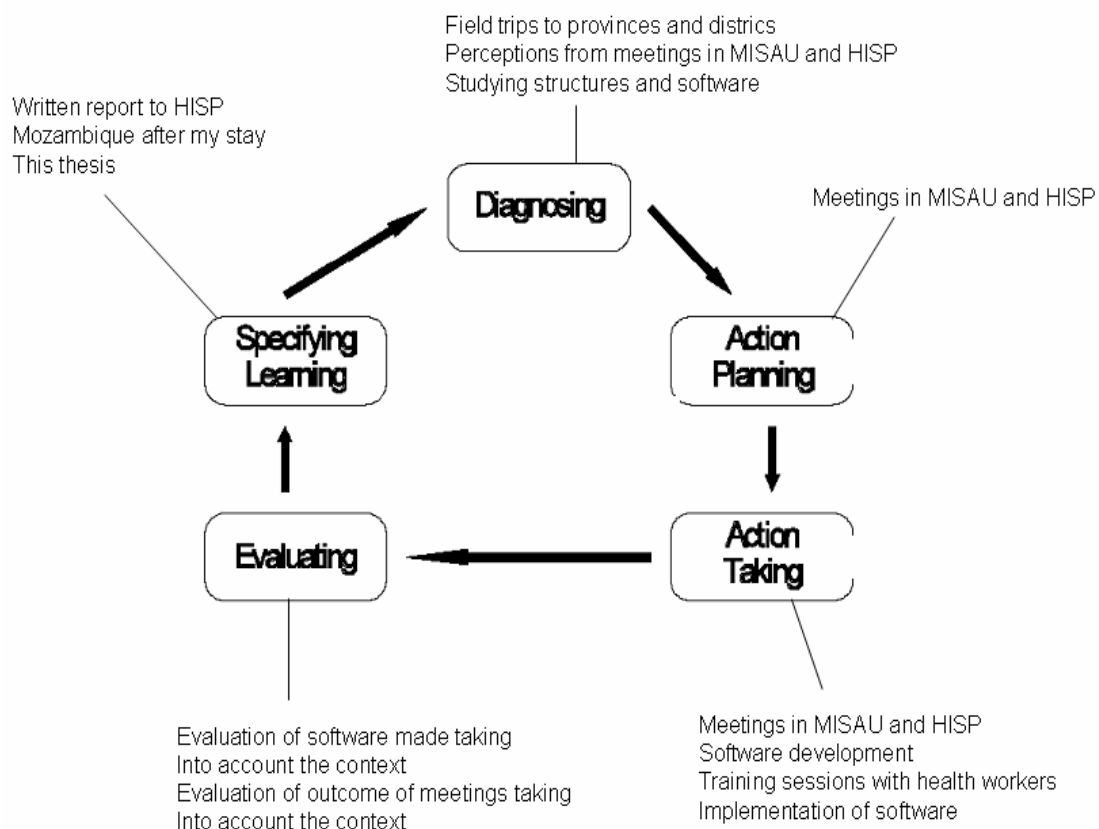 Field trips to provinces and districs
Perceptions from meetings in MISAU and HISP
Studying structures and software
Written report to HISP
Mozambique after my stay
This thesis
Diagnosing
Meetings in MISAU and HISP
Specifying
Learning
Action
Planning
Evaluating
Action
Taking
Evaluation of software made taking
Into account the context
Evaluation of outcome of meetings taking
Into account the context
Meetings in MISAU and HISP
Software development
Training sessions with health workers
Implementation of software